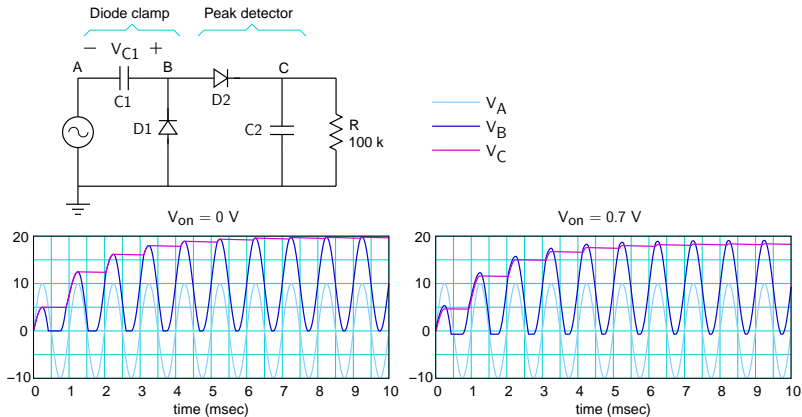 Diode clamp
Peak detector
− V_C1 +
A
B
C
C1
D2
D1
C2
R
100 k
V_A
V_B
V_C
V_on = 0 V
20
10
0
−10
0 1 2 3 4 5 6 7 8 9 10
time (msec)
V_on = 0.7 V
20
10
0
−10
0 1 2 3 4 5 6 7 8 9 10
time (msec)